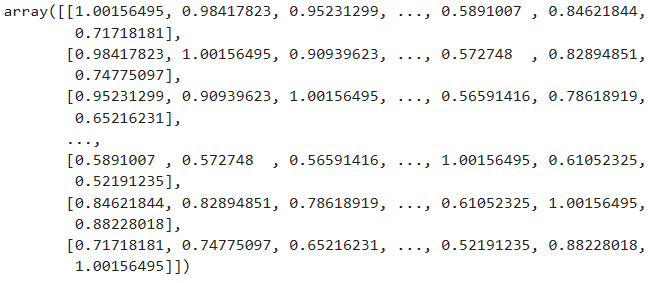 array([[1.00156495, 0.98417823, 0.95231299, ..., 0.5891007 , 0.84621844,
        0.71718181],
       [0.98417823, 1.00156495, 0.90939623, ..., 0.572748  , 0.82894851,
        0.74775097],
       [0.95231299, 0.90939623, 1.00156495, ..., 0.56591416, 0.78618919,
        0.65216231],
       ...,
       [0.5891007 , 0.572748  , 0.56591416, ..., 1.00156495, 0.61052325,
        0.52191235],
       [0.84621844, 0.82894851, 0.78618919, ..., 0.61052325, 1.00156495,
        0.88228018],
       [0.71718181, 0.74775097, 0.65216231, ..., 0.52191235, 0.88228018,
        1.00156495]])